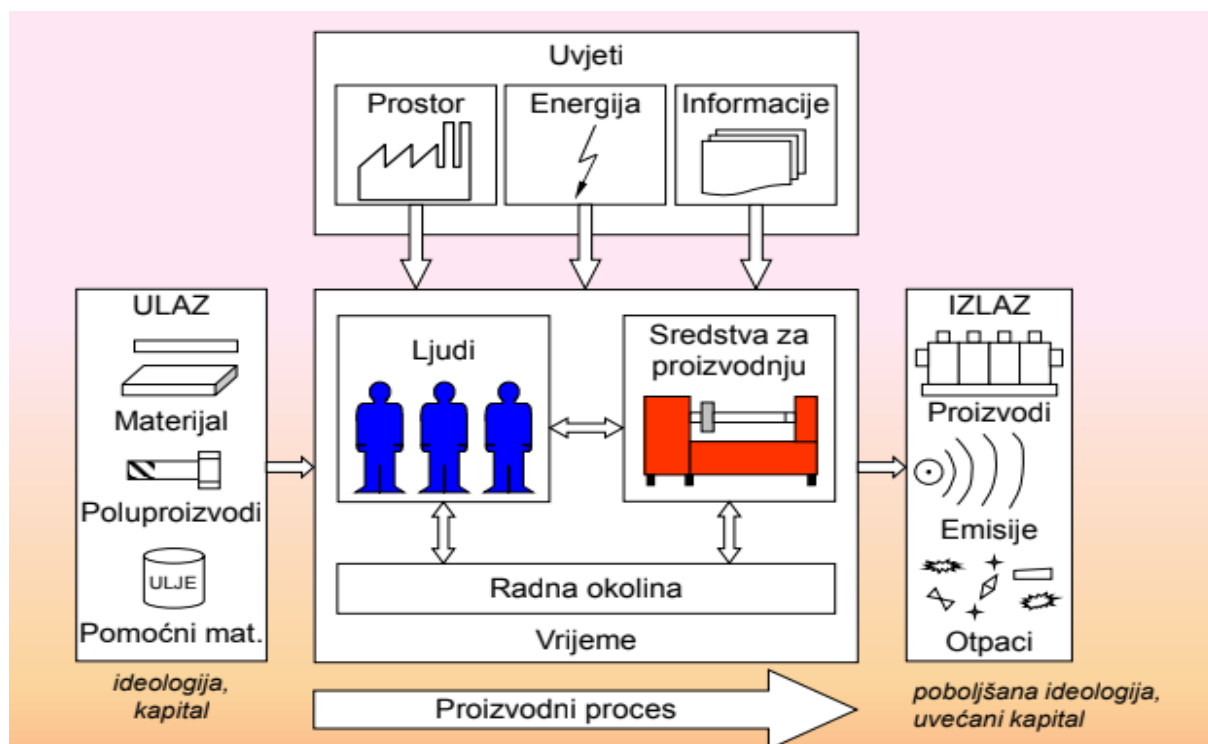 Uvjeti
Prostor
Energija
Informacije
ULAZ
Materijal
Poluproizvodi
ULJE
Pomoćni mat.
ideologija,
kapital
Ljudi
Sredstva za
proizvodnju
Radna okolina
Vrijeme
Proizvodni proces
IZLAZ
Proizvodi
Emisije
Otpaci
poboljšana ideologija,
uvećani kapital